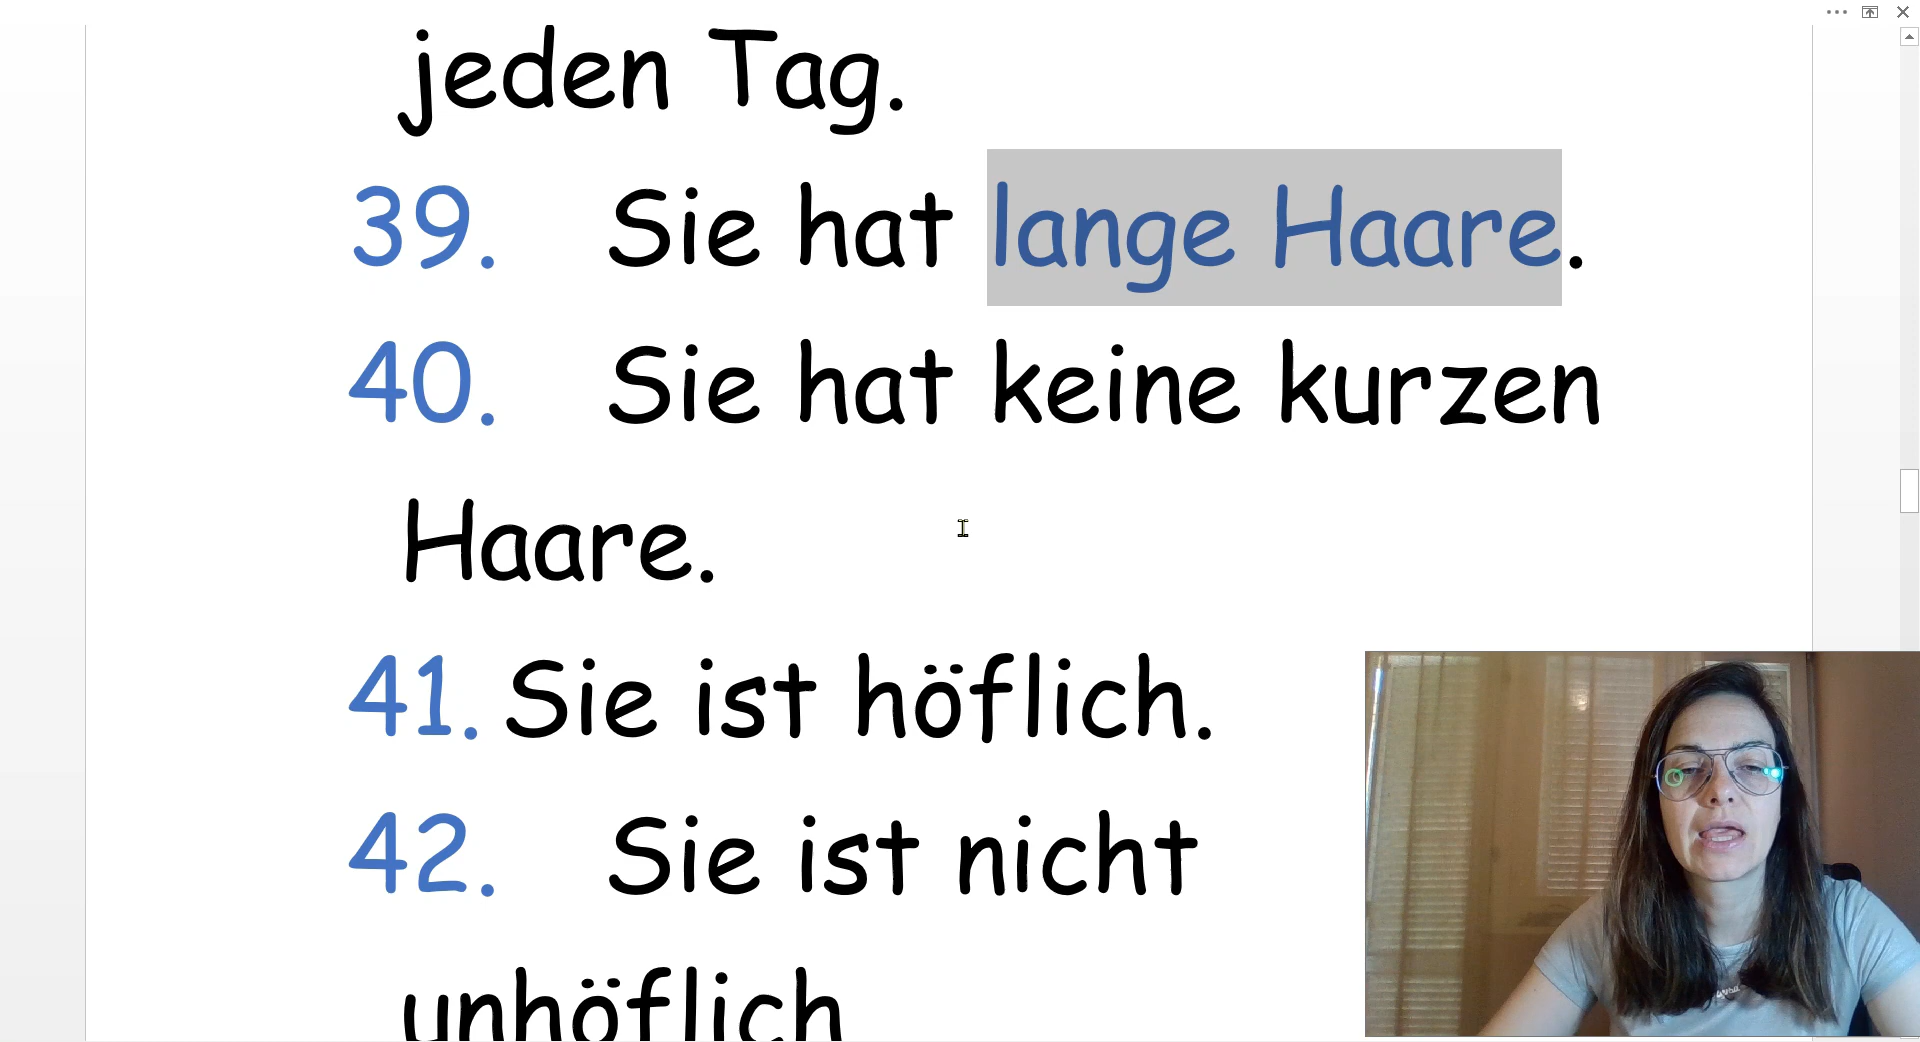 jeden Tag.
39. Sie hat lange Haare.
40. Sie hat keine kurzen
Haare.
41. Sie ist höflich.
42. Sie ist nicht
unhöflich